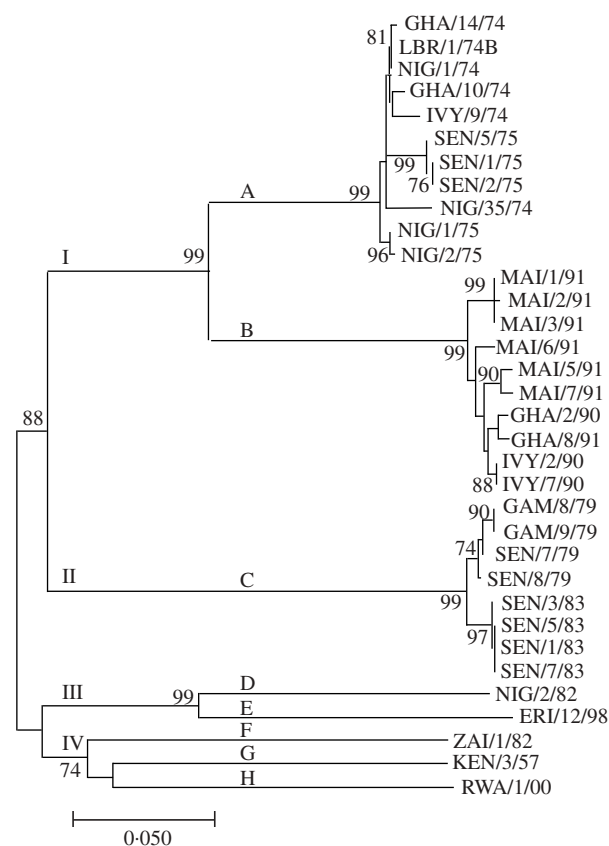 GHA/14/74
81
LBR/1/74B
NIG/1/74
GHA/10/74
IVY/9/74
SEN/5/75
99
SEN/1/75
76
SEN/2/75
A
99
NIG/35/74
NIG/1/75
96
NIG/2/75
I
99
MAI/1/91
99
MAI/2/91
MAI/3/91
B
99
MAI/6/91
90
MAI/5/91
MAI/7/91
GHA/2/90
88
GHA/8/91
IVY/2/90
88
IVY/7/90
GAM/8/79
90
GAM/9/79
74
SEN/7/79
II
C
SEN/8/79
99
SEN/3/83
SEN/5/83
97
SEN/1/83
SEN/7/83
III
99
D
NIG/2/82
E
ERI/12/98
IV
F
ZAI/1/82
74
G
KEN/3/57
H
RWA/1/00
0·050